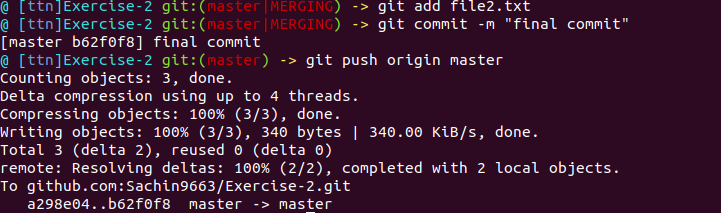 @ [ttn]Exercise-2 git:(master|MERGING) -> git add file2.txt
@ [ttn]Exercise-2 git:(master|MERGING) -> git commit -m "final commit"
[master b62f0f8] final commit
@ [ttn]Exercise-2 git:(master) -> git push origin master
Counting objects: 3, done.
Delta compression using up to 4 threads.
Compressing objects: 100% (3/3), done.
Writing objects: 100% (3/3), 340 bytes | 340.00 KiB/s, done.
Total 3 (delta 2), reused 0 (delta 0)
remote: Resolving deltas: 100% (2/2), completed with 2 local objects.
To github.com:Sachin9663/Exercise-2.git
   a298e04..b62f0f8  master -> master